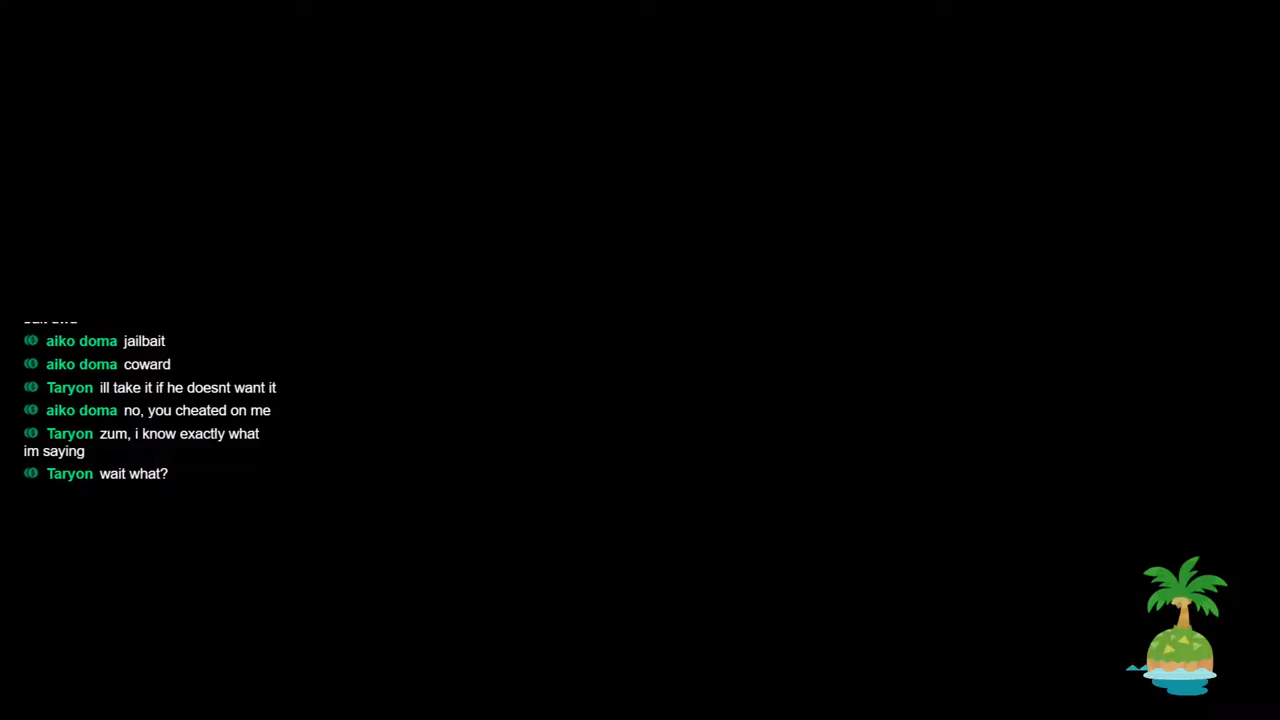 aiko doma jailbait
aiko doma coward
Taryon ill take it if he doesnt want it
aiko doma no, you cheated on me
Taryon zum, i know exactly what
im saying
Taryon wait what?